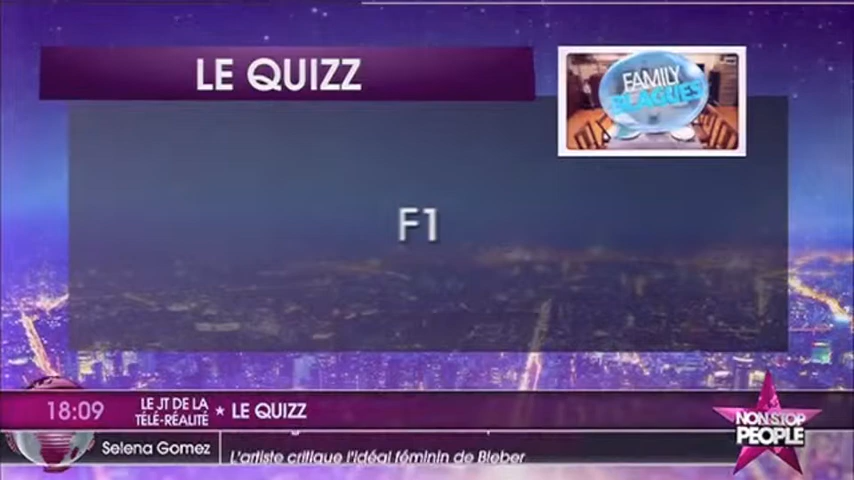 LE QUIZZ
FAMILY
BLAGUES
F1
18:09
LE JT DE LA
TÉLÉ-RÉALITÉ
LE QUIZZ
NON STOP
PEOPLE
Selena Gomez
L'artiste critique l'idéal féminin de Bieber